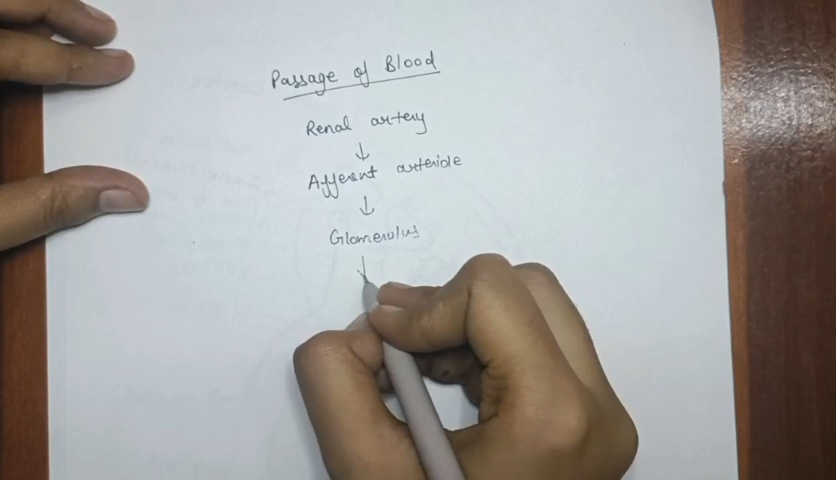 Passage of Blood
Renal artery
↓
Afferent arteriole
↓
Glomerulus
↓